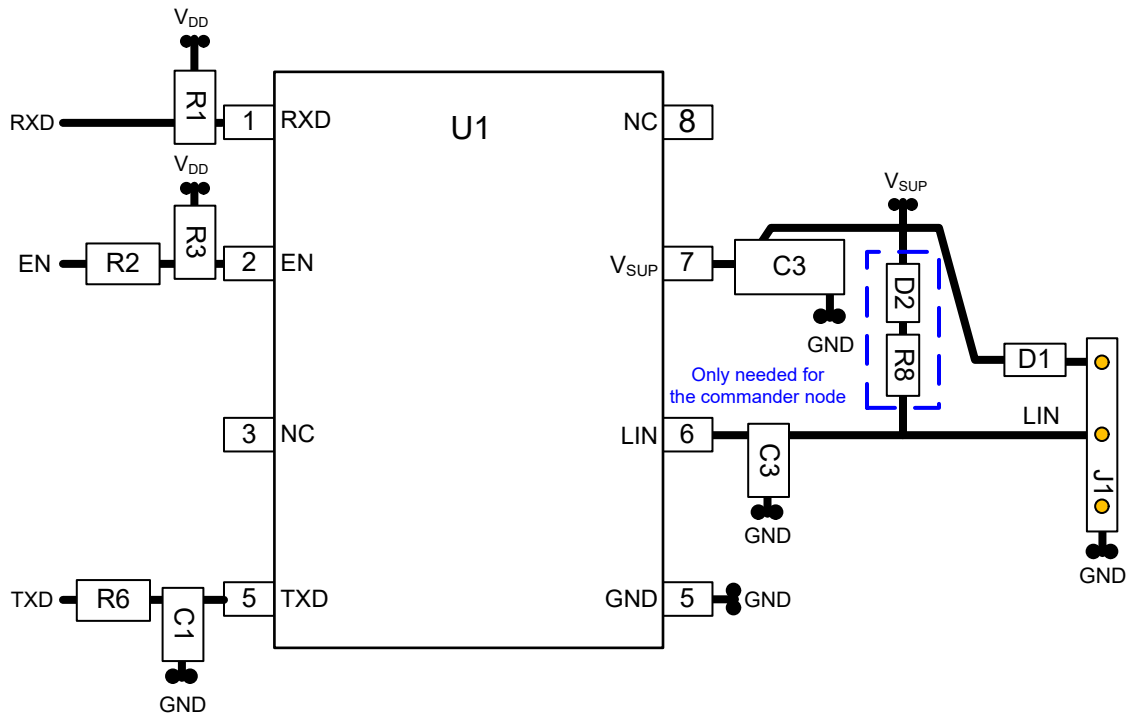 VDD
RXD
R1
1
RXD
U1
NC
8
VDD
R3
EN
R2
2
EN
VSUP
VSUP
7
C3
GND
D2
R8
D1
Only needed for
the commander node
3
NC
LIN
6
C3
GND
LIN
J1
GND
TXD
R6
C1
GND
5
TXD
GND
5
GND